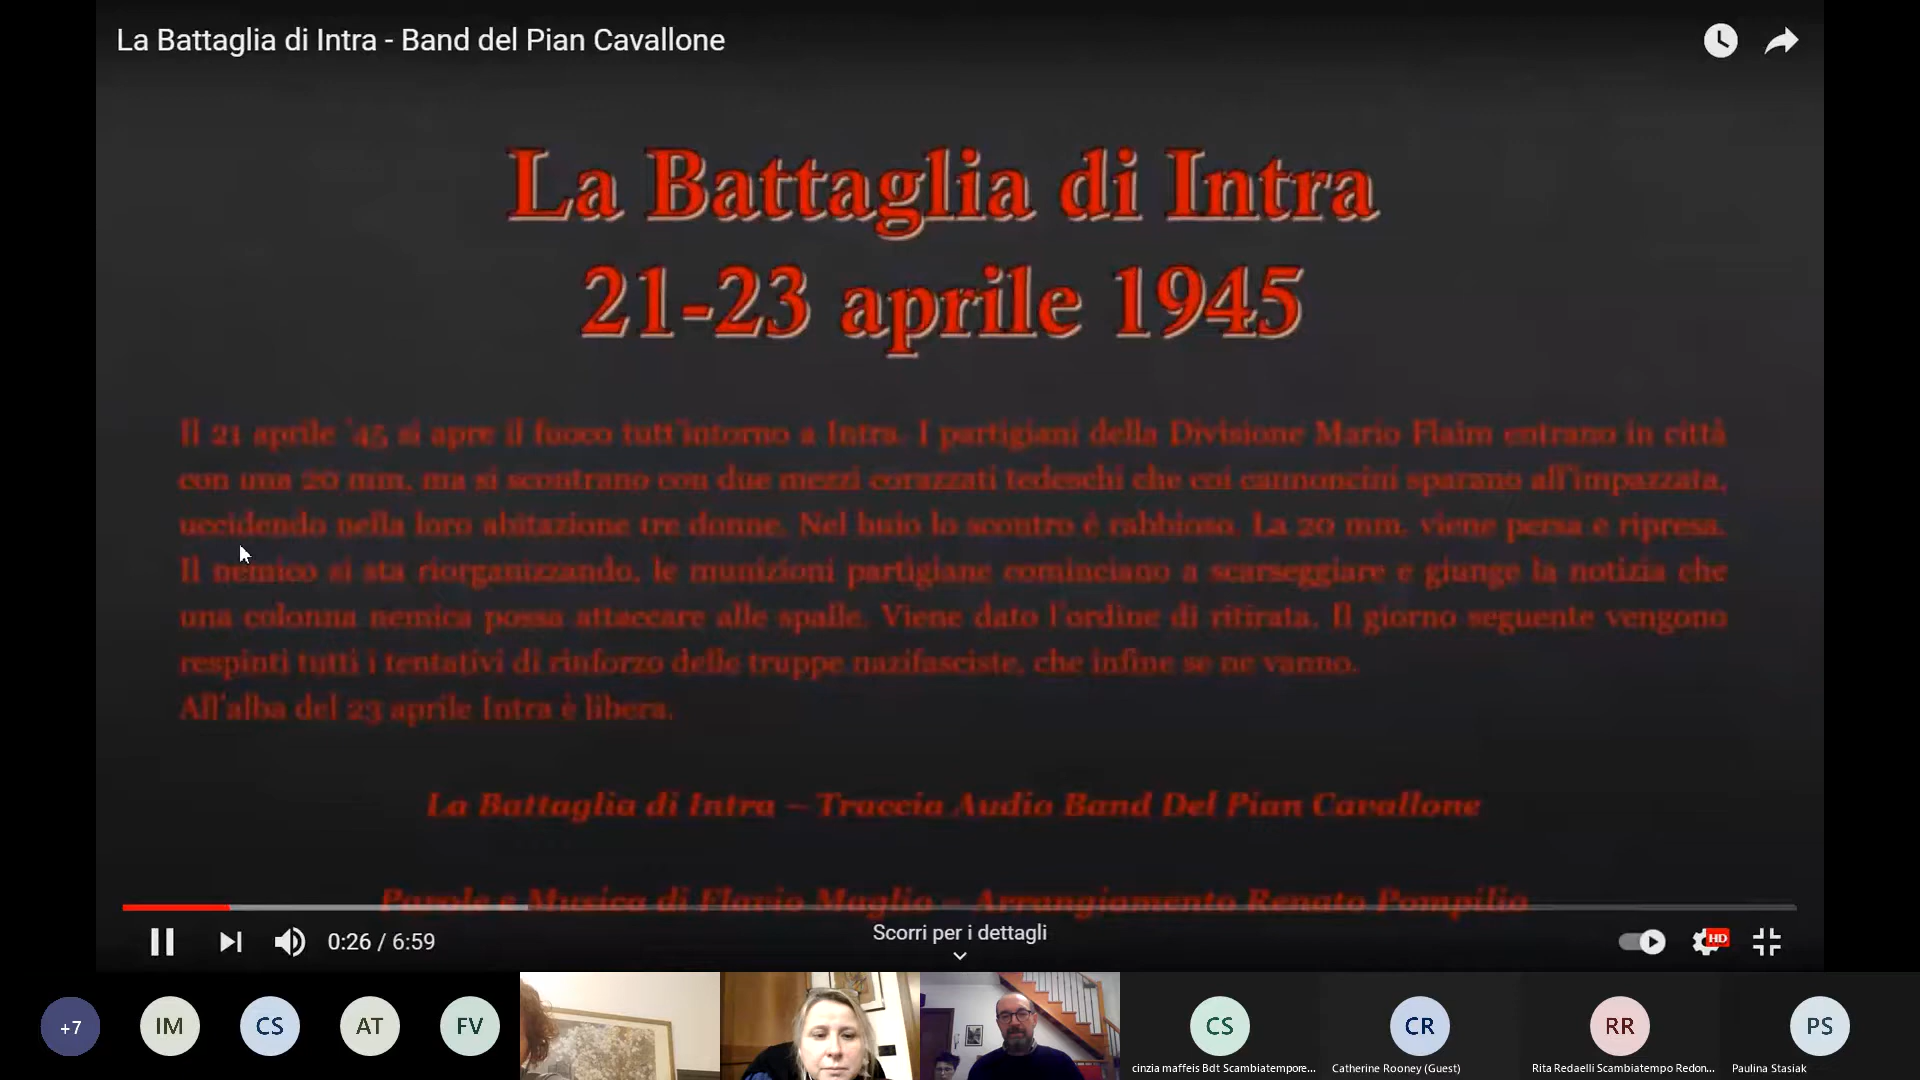 La Battaglia di Intra - Band del Pian Cavallone
La Battaglia di Intra
21-23 aprile 1945
Il 21 aprile '45 si apre il fuoco tutt'intorno a Intra. I partigiani della Divisione Mario Flaim entrano in città
con una 20 mm. ma si scontrano con due mezzi corazzati tedeschi che coi cannoncini sparano all'impazzata,
uccidendo nella loro abitazione tre donne. Nel buio lo scontro è rabbioso. La 20 mm. viene persa e ripresa.
Il nemico si sta riorganizzando, le munizioni partigiane cominciano a scarseggiare e giunge la notizia che
una colonna nemica possa attaccare alle spalle. Viene dato l'ordine di ritirata. Il giorno seguente vengono
respinti tutti i tentativi di rinforzo delle truppe nazifasciste, che infine se ne vanno.
All'alba del 23 aprile Intra è libera.
La Battaglia di Intra – Traccia Audio Band Del Pian Cavallone
Parole e Musica di Flavio Maglio – Arrangiamento Renato Pompilio
Scorri per i dettagli
0:26 / 6:59
HD
+7
IM
CS
AT
FV
CS
CR
RR
PS
cinzia maffeis Bdt Scambiatempore...
Catherine Rooney (Guest)
Rita Redaelli Scambiatempo Redon...
Paulina Stasiak